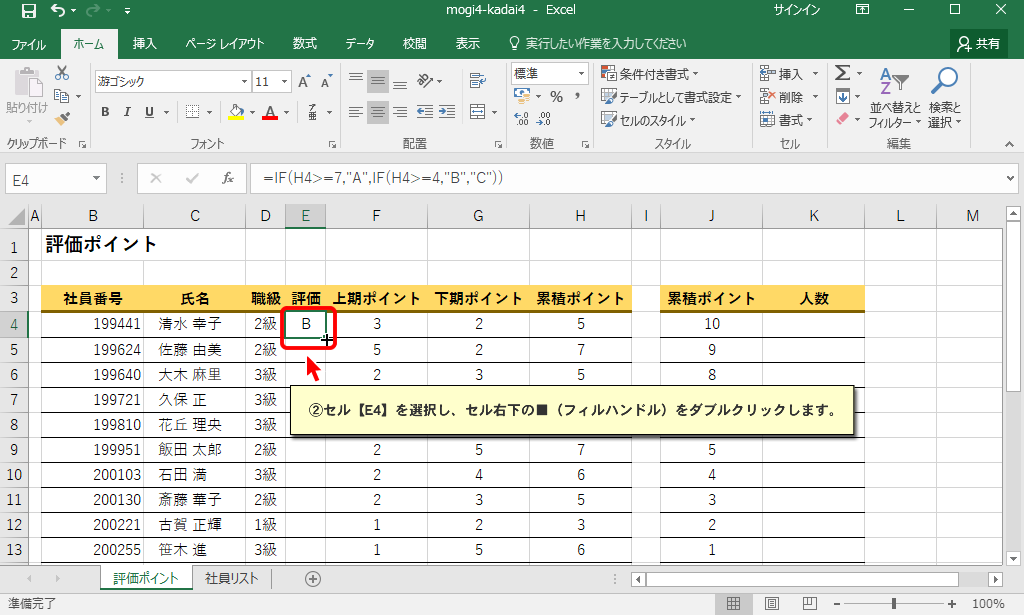 mogi4-kadai4 - Excel サインイン
ファイル ホーム 挿入 ページ レイアウト 数式 データ 校閲 表示 実行したい作業を入力してください 共有
游ゴシック 11 標準 条件付き書式 挿入 Σ
貼り付け B I U A % , テーブルとして書式設定 削除 並べ替えと フィルター 検索と 選択
セルのスタイル 書式
クリップボード フォント 配置 数値 スタイル セル 編集
E4 fx =IF(H4>=7,"A",IF(H4>=4,"B","C"))
A B C D E F G H I J K L M
1 評価ポイント
2
3 社員番号 氏名 職級 評価 上期ポイント 下期ポイント 累積ポイント 累積ポイント 人数
4 199441 清水 幸子 2級 B 3 2 5 10
5 199624 佐藤 由美 2級 5 2 7 9
6 199640 大木 麻里 3級 2 3 5 8
7 199721 久保 正 3級
②セル【E4】を選択し、セル右下の■（フィルハンドル）をダブルクリックします。
8 199810 花丘 理央 3級
9 199951 飯田 太郎 2級 2 5 7 5
10 200103 石田 満 3級 2 4 6 4
11 200130 斎藤 華子 2級 2 3 5 3
12 200221 古賀 正輝 1級 1 2 3 2
13 200255 笹木 進 3級 1 5 6 1
評価ポイント 社員リスト
準備完了 100%